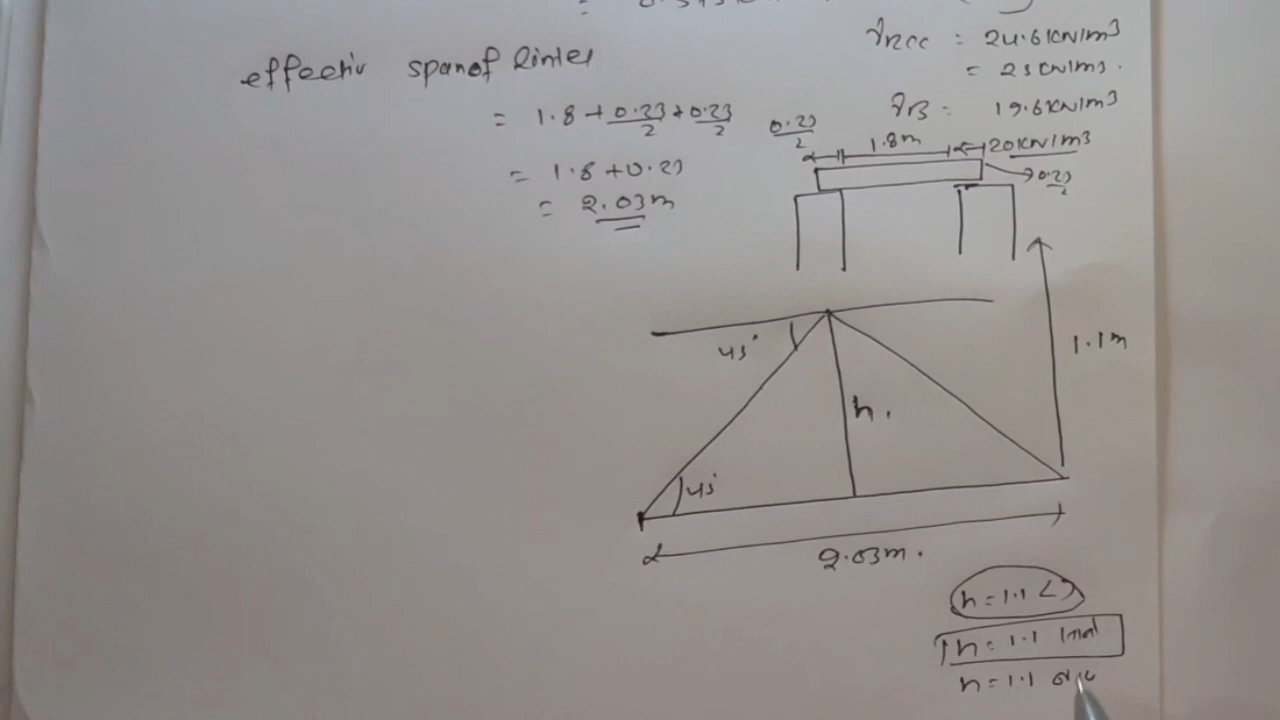 γRCC = 24.6KN/m3
effectiv span of linter
= 25KN/m3.
= 1.8 + 0.23/2 + 0.23/2
γB = 19.6KN/m3
0.23/2
1.8m
20KN/m3
= 1.8 + 0.23
0.23/2
= 2.03m
45°
1.1m
h.
45°
2.03m.
h = 1.1
h = 1.1
h = 1.1